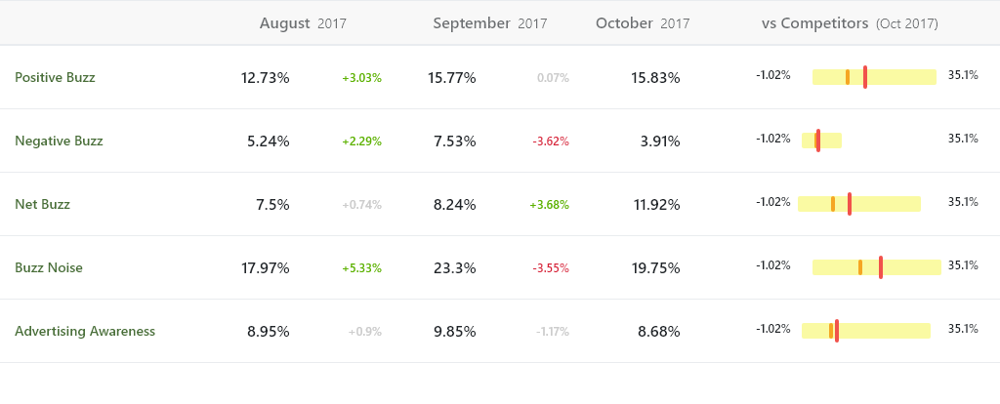 August 2017 September 2017 October 2017 vs Competitors (Oct 2017)
Positive Buzz 12.73% +3.03% 15.77% 0.07% 15.83% -1.02% 35.1%
Negative Buzz 5.24% +2.29% 7.53% -3.62% 3.91% -1.02% 35.1%
Net Buzz 7.5% +0.74% 8.24% +3.68% 11.92% -1.02% 35.1%
Buzz Noise 17.97% +5.33% 23.3% -3.55% 19.75% -1.02% 35.1%
Advertising Awareness 8.95% +0.9% 9.85% -1.17% 8.68% -1.02% 35.1%